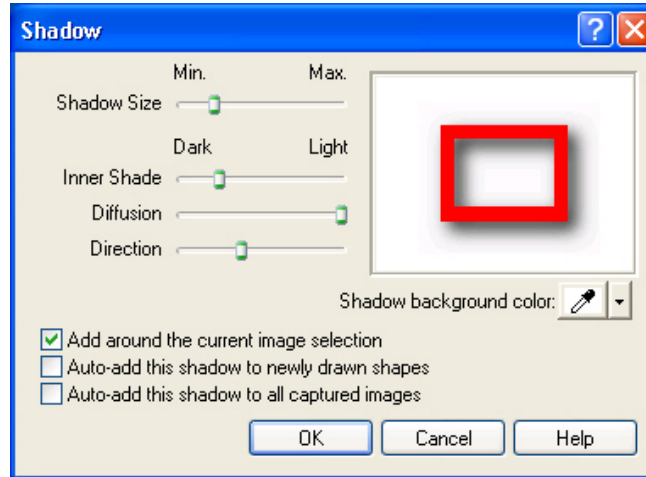 Shadow
Min. Max.
Shadow Size
Dark Light
Inner Shade
Diffusion
Direction
Shadow background color:
Add around the current image selection
Auto-add this shadow to newly drawn shapes
Auto-add this shadow to all captured images
OK Cancel Help